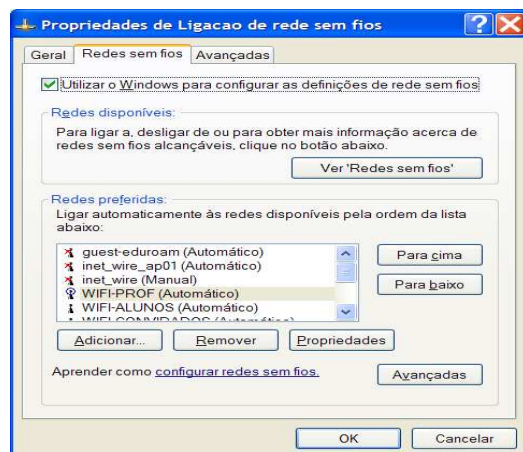 Propriedades de Ligacao de rede sem fios
Geral Redes sem fios Avançadas
Utilizar o Windows para configurar as definições de rede sem fios
Redes disponíveis:
Para ligar a, desligar de ou para obter mais informação acerca de
redes sem fios alcançáveis, clique no botão abaixo.
Ver 'Redes sem fios'
Redes preferidas:
Ligar automaticamente às redes disponíveis pela ordem da lista
abaixo:
guest-eduroam (Automático)
inet_wire_ap01 (Automático)
inet_wire (Manual)
WIFI-PROF (Automático)
WIFI-ALUNOS (Automático)
WIFI-CONVIDADOS (Automático)
Para cima
Para baixo
Adicionar... Remover Propriedades
Aprender como configurar redes sem fios.
Avançadas
OK Cancelar